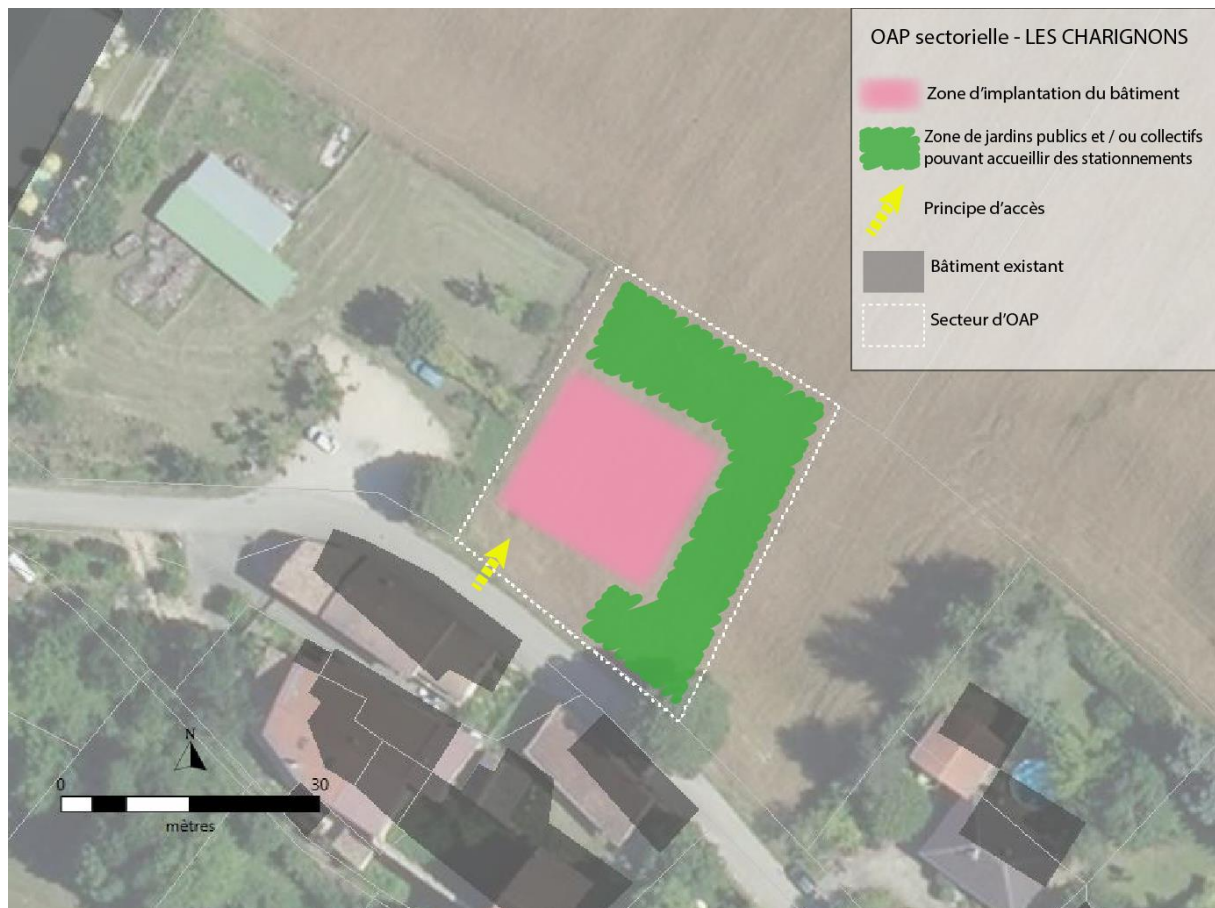 OAP sectorielle - LES CHARIGNONS
Zone d'implantation du bâtiment
Zone de jardins publics et / ou collectifs
pouvant accueillir des stationnements
Principe d'accès
Bâtiment existant
Secteur d'OAP
N
0 30
mètres